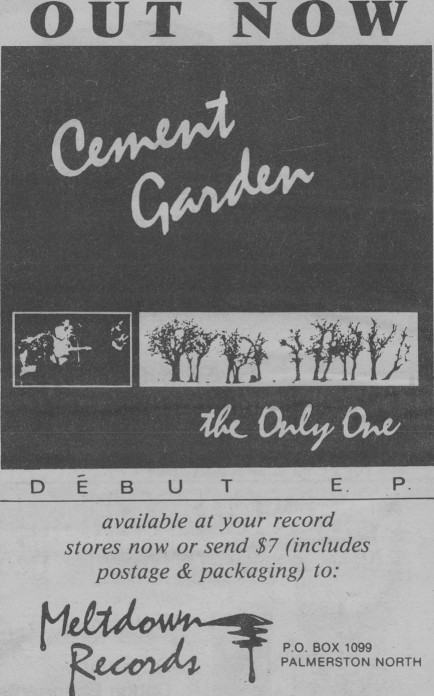 OUT NOW
Cement
Garden
the Only One
DÉBUT E. P.
available at your record
stores now or send $7 (includes
postage & packaging) to:
Meltdown
Records
P.O. BOX 1099
PALMERSTON NORTH